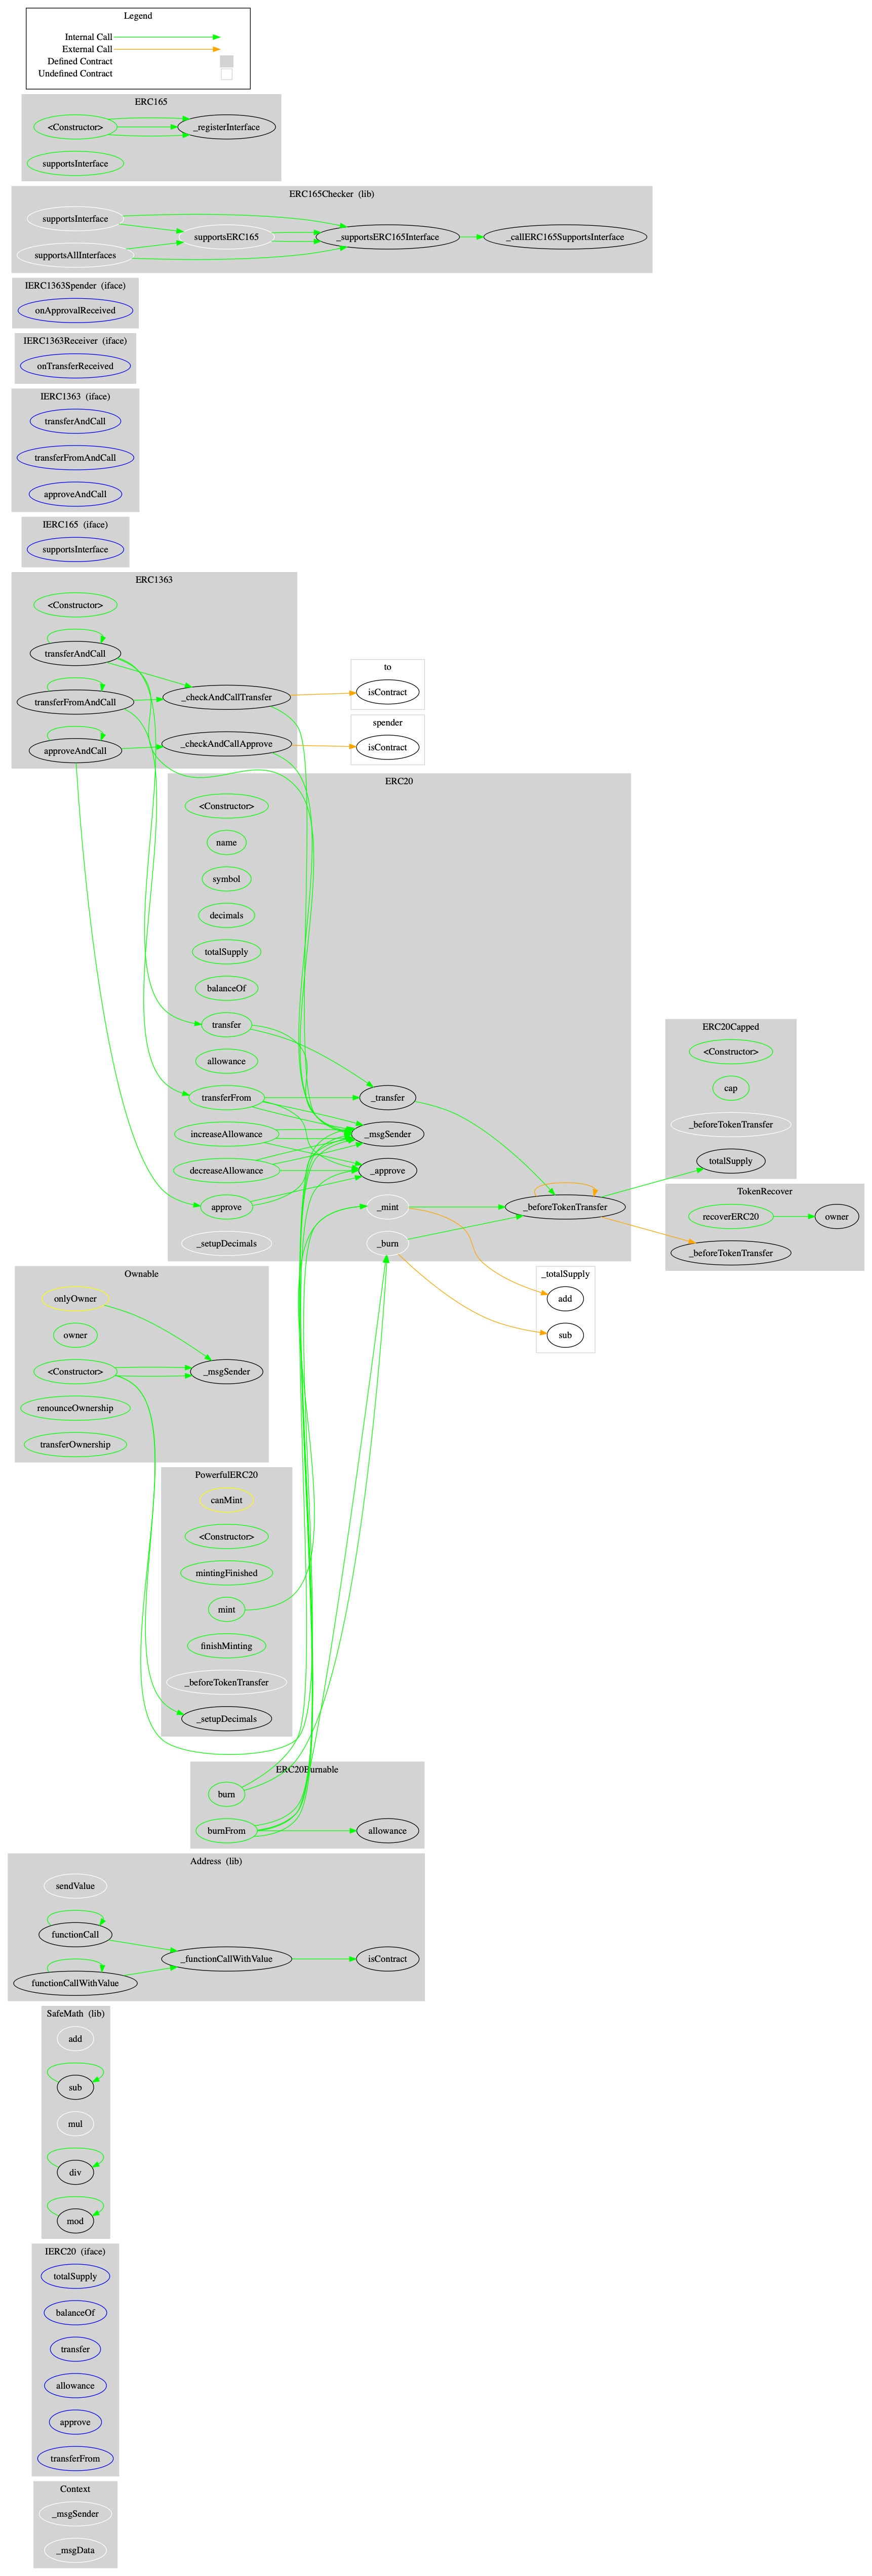 Legend
Internal Call
External Call
Defined Contract
Undefined Contract
ERC165
<Constructor>
_registerInterface
supportsInterface
ERC165Checker (lib)
supportsInterface
supportsERC165
_supportsERC165Interface
_callERC165SupportsInterface
supportsAllInterfaces
IERC1363Spender (iface)
onApprovalReceived
IERC1363Receiver (iface)
onTransferReceived
IERC1363 (iface)
transferAndCall
transferFromAndCall
approveAndCall
IERC165 (iface)
supportsInterface
ERC1363
<Constructor>
transferAndCall
transferFromAndCall
_checkAndCallTransfer
approveAndCall
_checkAndCallApprove
to
isContract
spender
isContract
ERC20
<Constructor>
name
symbol
decimals
totalSupply
balanceOf
transfer
allowance
transferFrom
_transfer
increaseAllowance
_msgSender
decreaseAllowance
_approve
approve
_mint
_beforeTokenTransfer
_setupDecimals
_burn
ERC20Capped
<Constructor>
cap
_beforeTokenTransfer
totalSupply
TokenRecover
recoverERC20
owner
_beforeTokenTransfer
_totalSupply
add
sub
Ownable
onlyOwner
owner
<Constructor>
_msgSender
renounceOwnership
transferOwnership
PowerfulERC20
canMint
<Constructor>
mintingFinished
mint
finishMinting
_beforeTokenTransfer
_setupDecimals
ERC20Burnable
burn
burnFrom
allowance
Address (lib)
sendValue
functionCall
_functionCallWithValue
isContract
functionCallWithValue
SafeMath (lib)
add
sub
mul
div
mod
IERC20 (iface)
totalSupply
balanceOf
transfer
allowance
approve
transferFrom
Context
_msgSender
_msgData